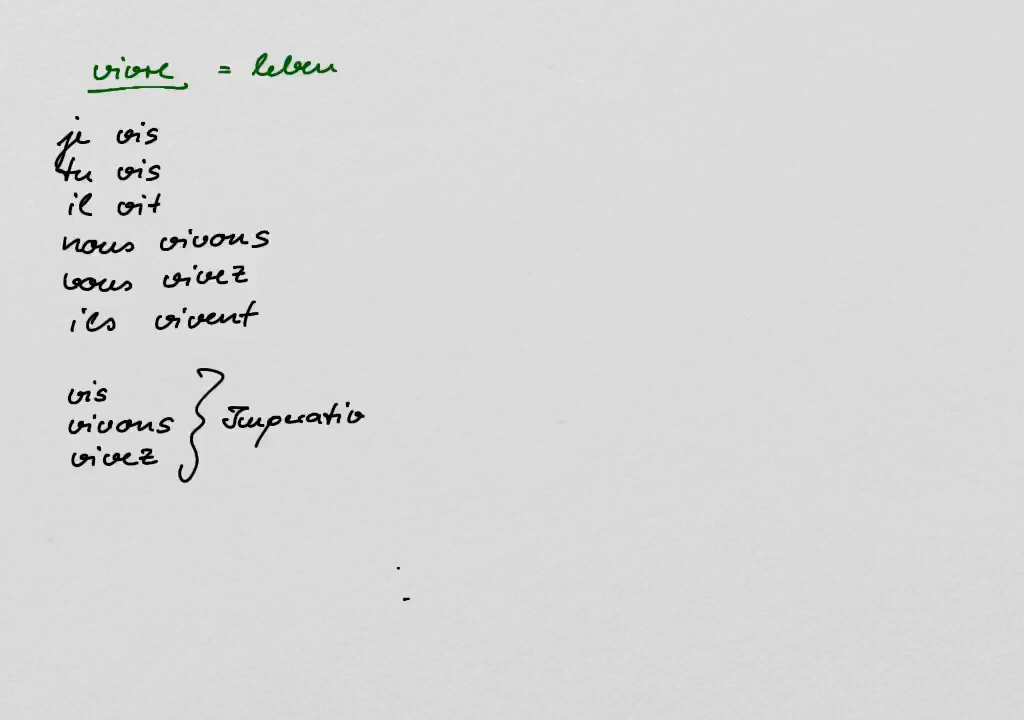 vivre = leben
je vis
tu vis
il vit
nous vivons
vous vivez
ils vivent
vis
vivons } Imperativ
vivez